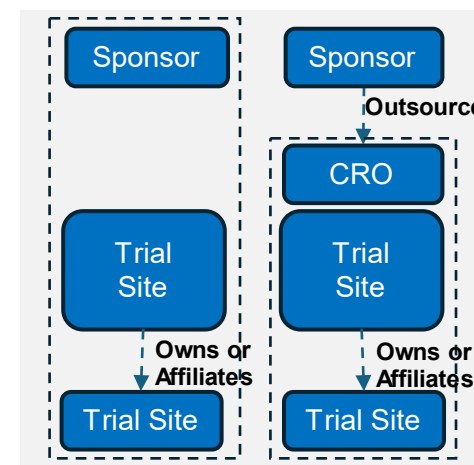 Sponsor
Trial
Site
Owns or
Affiliates
Trial Site
Sponsor
Outsource
CRO
Trial
Site
Owns or
Affiliates
Trial Site